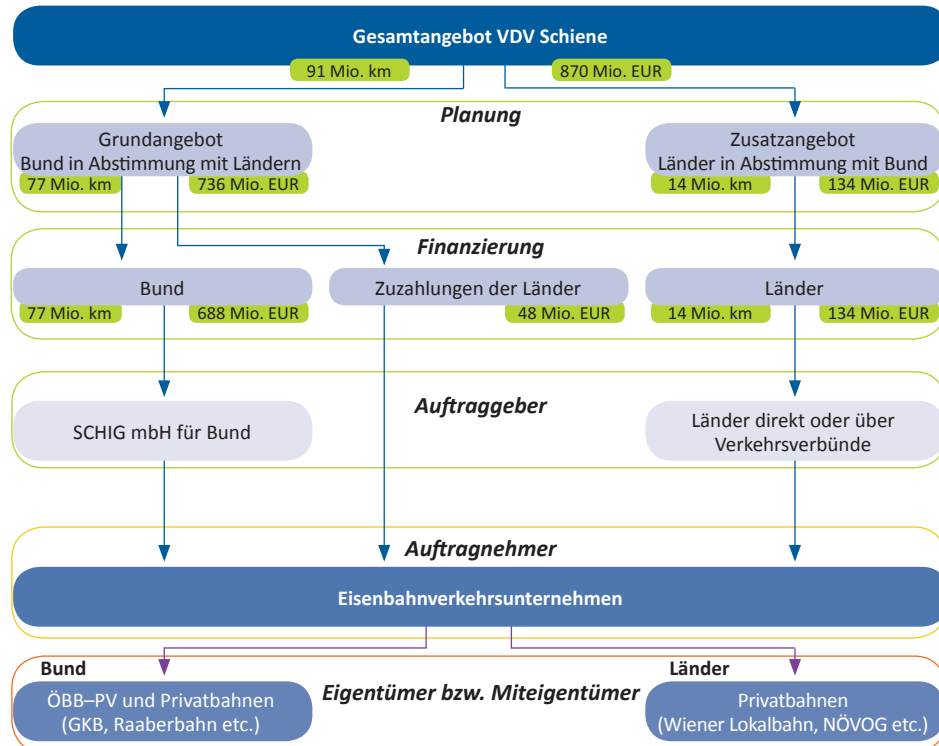 Gesamtangebot VDV Schiene
91 Mio. km
870 Mio. EUR
Planung
Grundangebot
Bund in Abstimmung mit Ländern
77 Mio. km
736 Mio. EUR
Zusatzangebot
Länder in Abstimmung mit Bund
14 Mio. km
134 Mio. EUR
Finanzierung
Bund
77 Mio. km
688 Mio. EUR
Zuzahlungen der Länder
48 Mio. EUR
Länder
14 Mio. km
134 Mio. EUR
Auftraggeber
SCHIG mbH für Bund
Länder direkt oder über
Verkehrsverbünde
Auftragnehmer
Eisenbahnverkehrsunternehmen
Bund
ÖBB–PV und Privatbahnen
(GKB, Raaberbahn etc.)
Eigentümer bzw. Miteigentümer
Länder
Privatbahnen
(Wiener Lokalbahn, NÖVOG etc.)